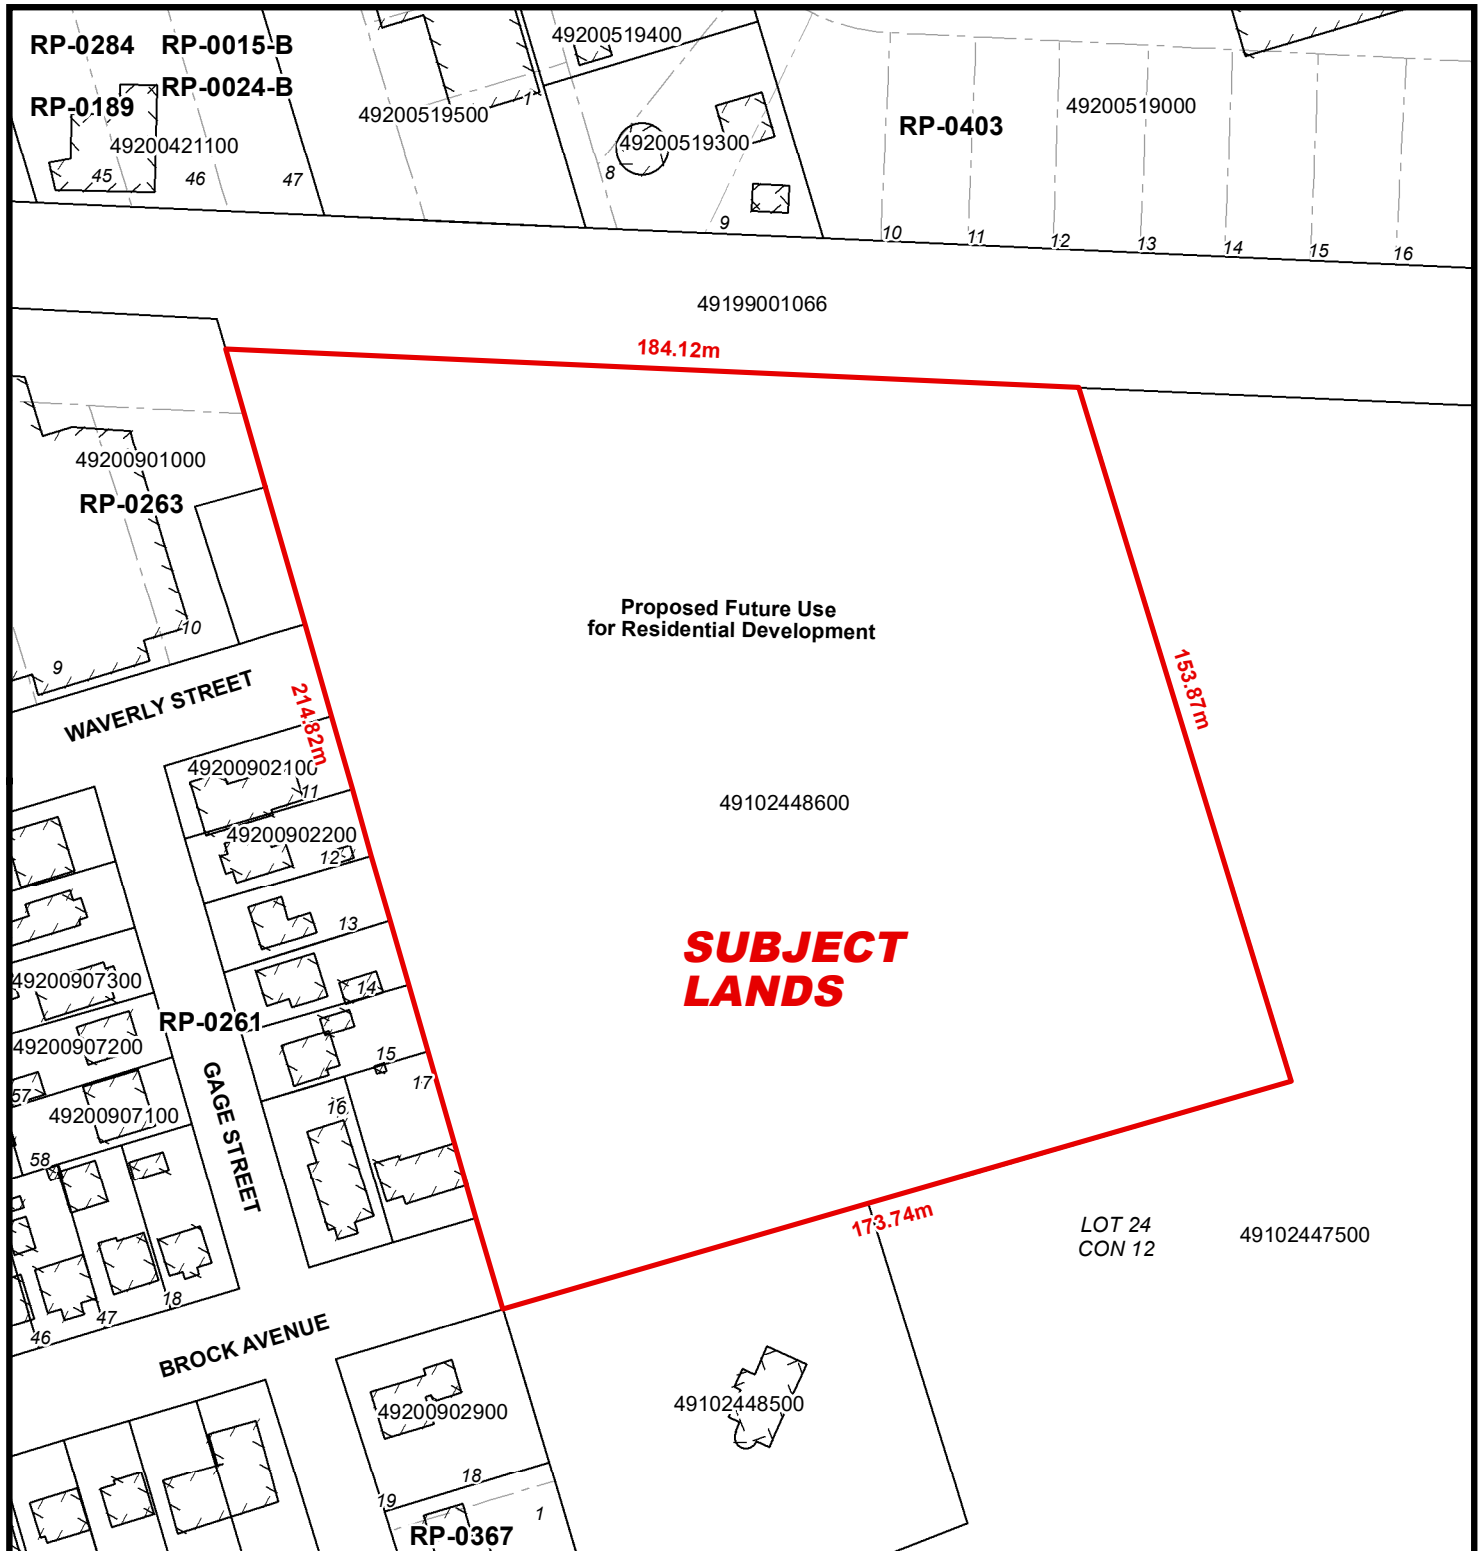 RP-0284 RP-0015-B
RP-0024-B
RP-0189
49200421100
45 46 47
49200519400
49200519500
1
49200519300
8
9
RP-0403
49200519000
10 11 12 13 14 15 16
49199001066
184.12m
49200901000
RP-0263
10
9
WAVERLY STREET
214.82m
Proposed Future Use
for Residential Development
153.87m
49200902100
11
49102448600
49200902200
12
13
SUBJECT
LANDS
49200907300
14
RP-0261
49200907200
15
17
57
16
49200907100
GAGE STREET
58
173.74m
LOT 24
CON 12
49102447500
18
47
46
BROCK AVENUE
49200902900
49102448500
18
19
1
RP-0367